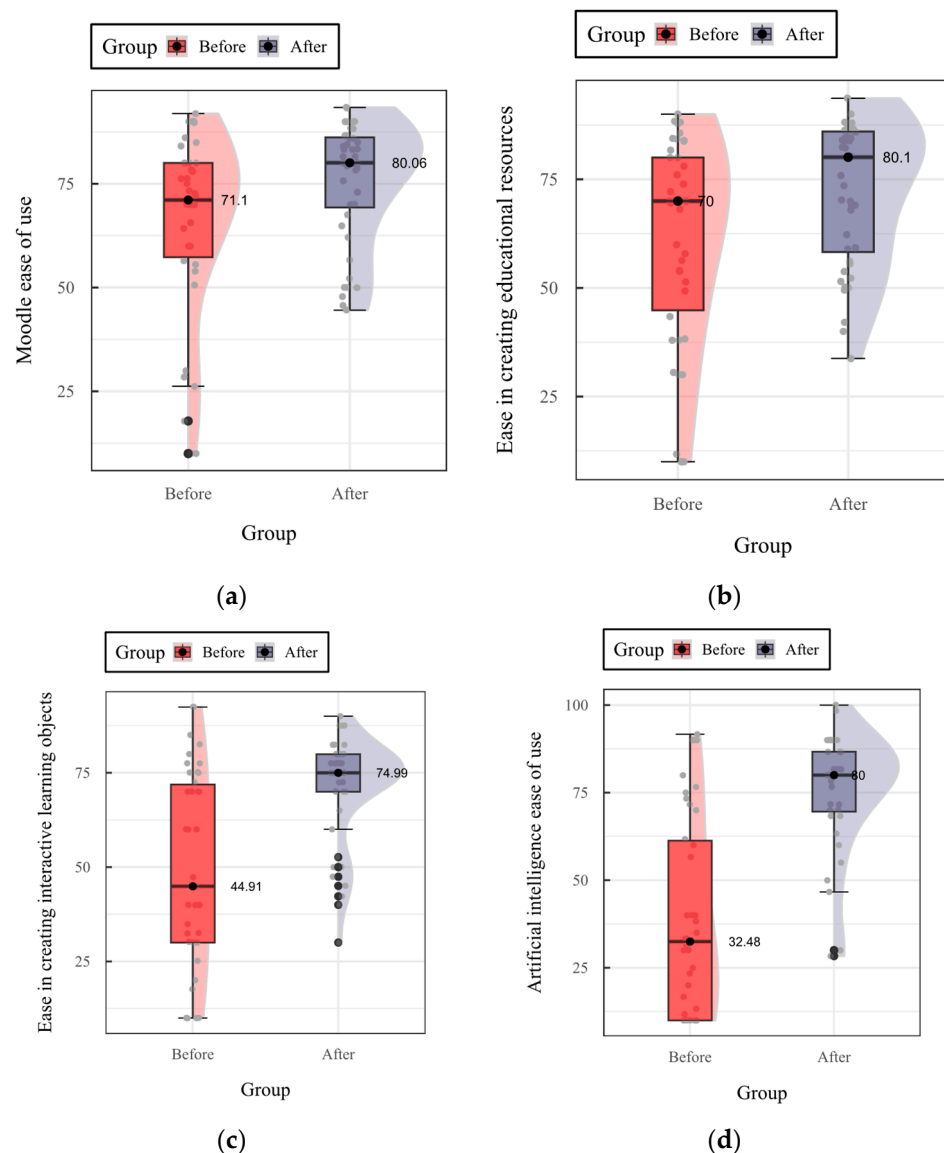 Group Before After
Moodle ease of use
75
50
25
71.1
80.06
Before After
Group
(a)
Group Before After
Ease in creating educational resources
75
50
25
70
80.1
Before After
Group
(b)
Group Before After
Ease in creating interactive learning objects
75
50
25
44.91
74.99
Before After
Group
(c)
Group Before After
Artificial intelligence ease of use
100
75
50
25
32.48
80
Before After
Group
(d)